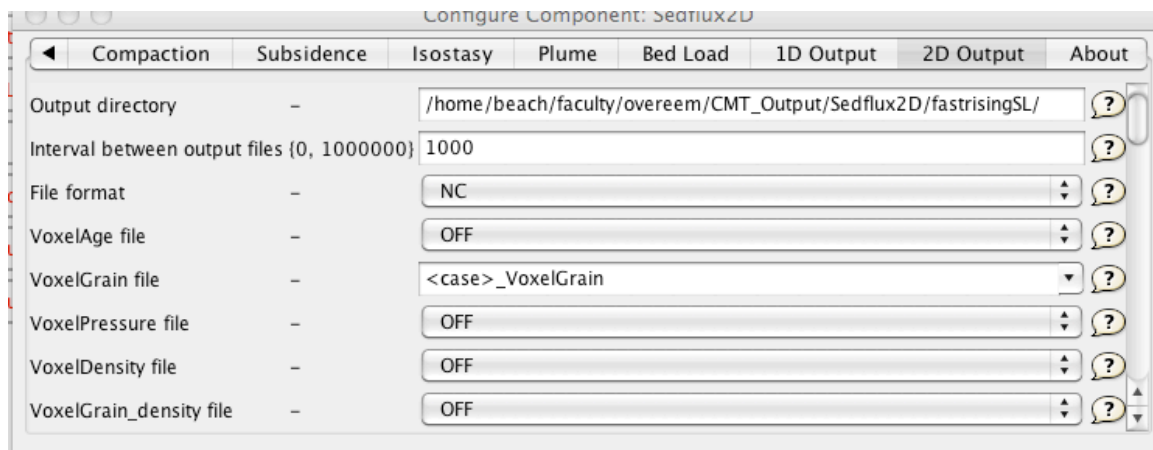 Configure Component: Sedflux2D
◀ Compaction Subsidence Isostasy Plume Bed Load 1D Output 2D Output About
Output directory – /home/beach/faculty/overeem/CMT_Output/Sedflux2D/fastrisingSL/ ?
Interval between output files {0, 1000000} 1000 ?
File format – NC ?
VoxelAge file – OFF ?
VoxelGrain file – <case>_VoxelGrain ?
VoxelPressure file – OFF ?
VoxelDensity file – OFF ?
VoxelGrain_density file – OFF ?